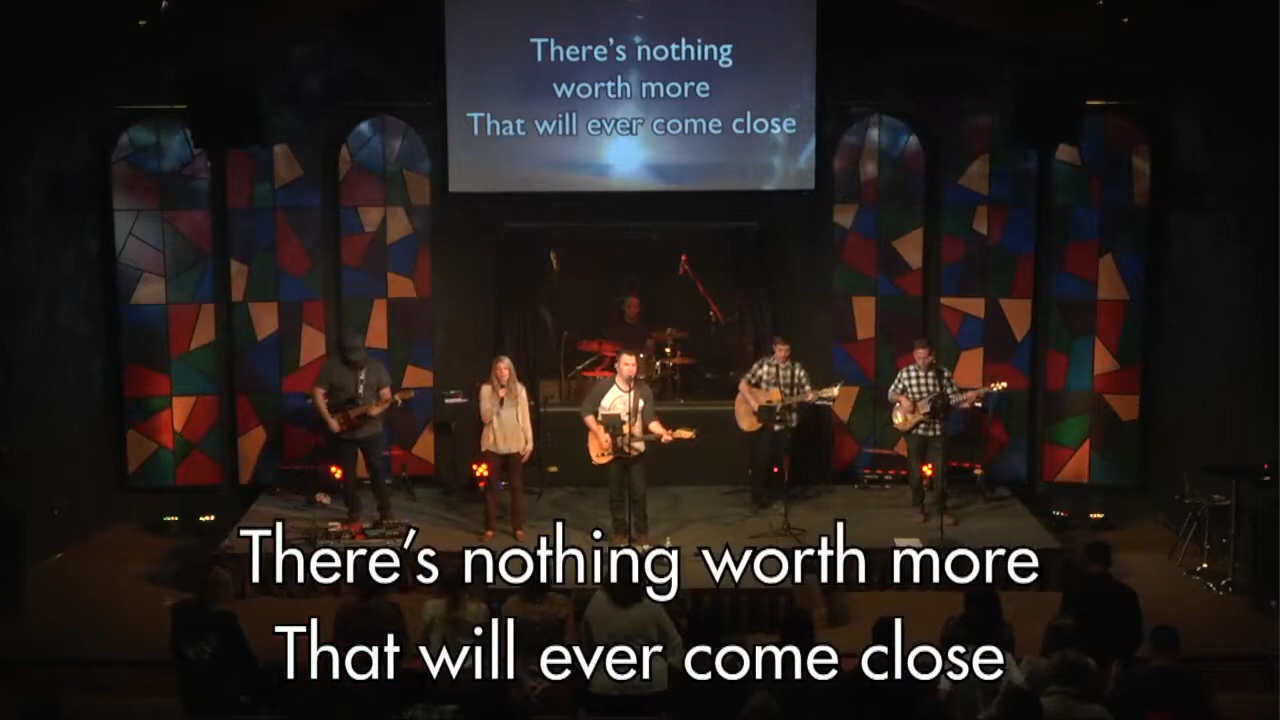 There's nothing
worth more
That will ever come close
There's nothing worth more
That will ever come close